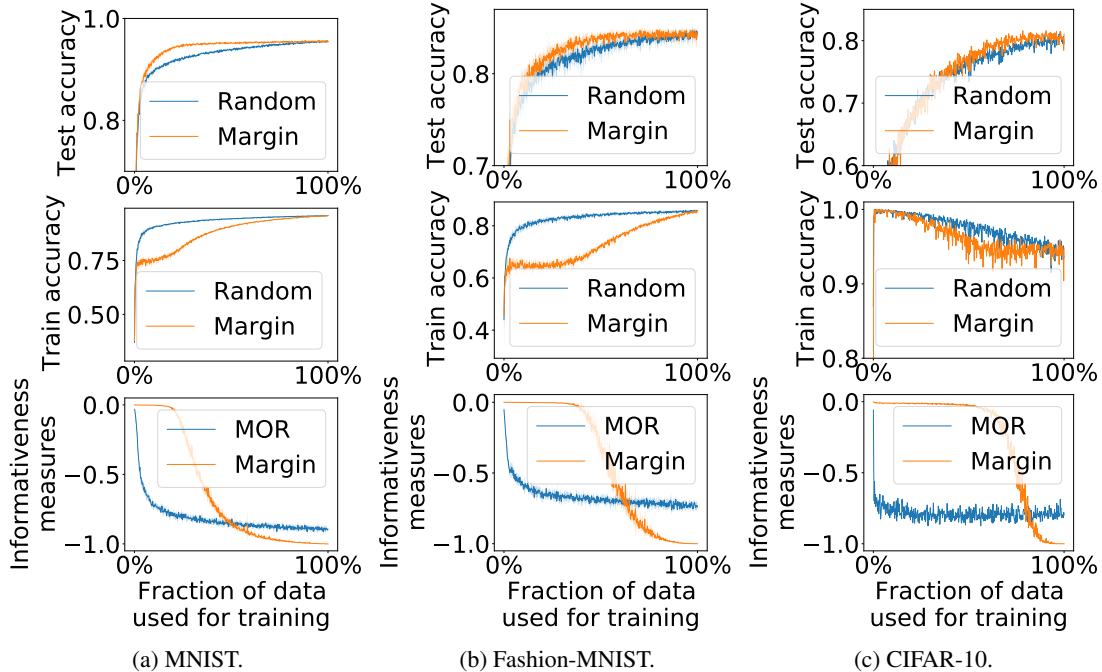 Test accuracy
1.0
0.8
Random
Margin
0%
100%
Test accuracy
0.8
0.7
Random
Margin
0%
100%
Test accuracy
0.8
0.7
0.6
Random
Margin
0%
100%
Train accuracy
0.75
0.50
Random
Margin
0%
100%
Train accuracy
0.8
0.6
0.4
Random
Margin
0%
100%
Train accuracy
1.0
0.9
0.8
Random
Margin
0%
100%
Informativeness
measures
0.0
−0.5
−1.0
MOR
Margin
0%
100%
Fraction of data
used for training
Informativeness
measures
0.0
−0.5
−1.0
MOR
Margin
0%
100%
Fraction of data
used for training
Informativeness
measures
0.0
−0.5
−1.0
MOR
Margin
0%
100%
Fraction of data
used for training
(a) MNIST.
(b) Fashion-MNIST.
(c) CIFAR-10.